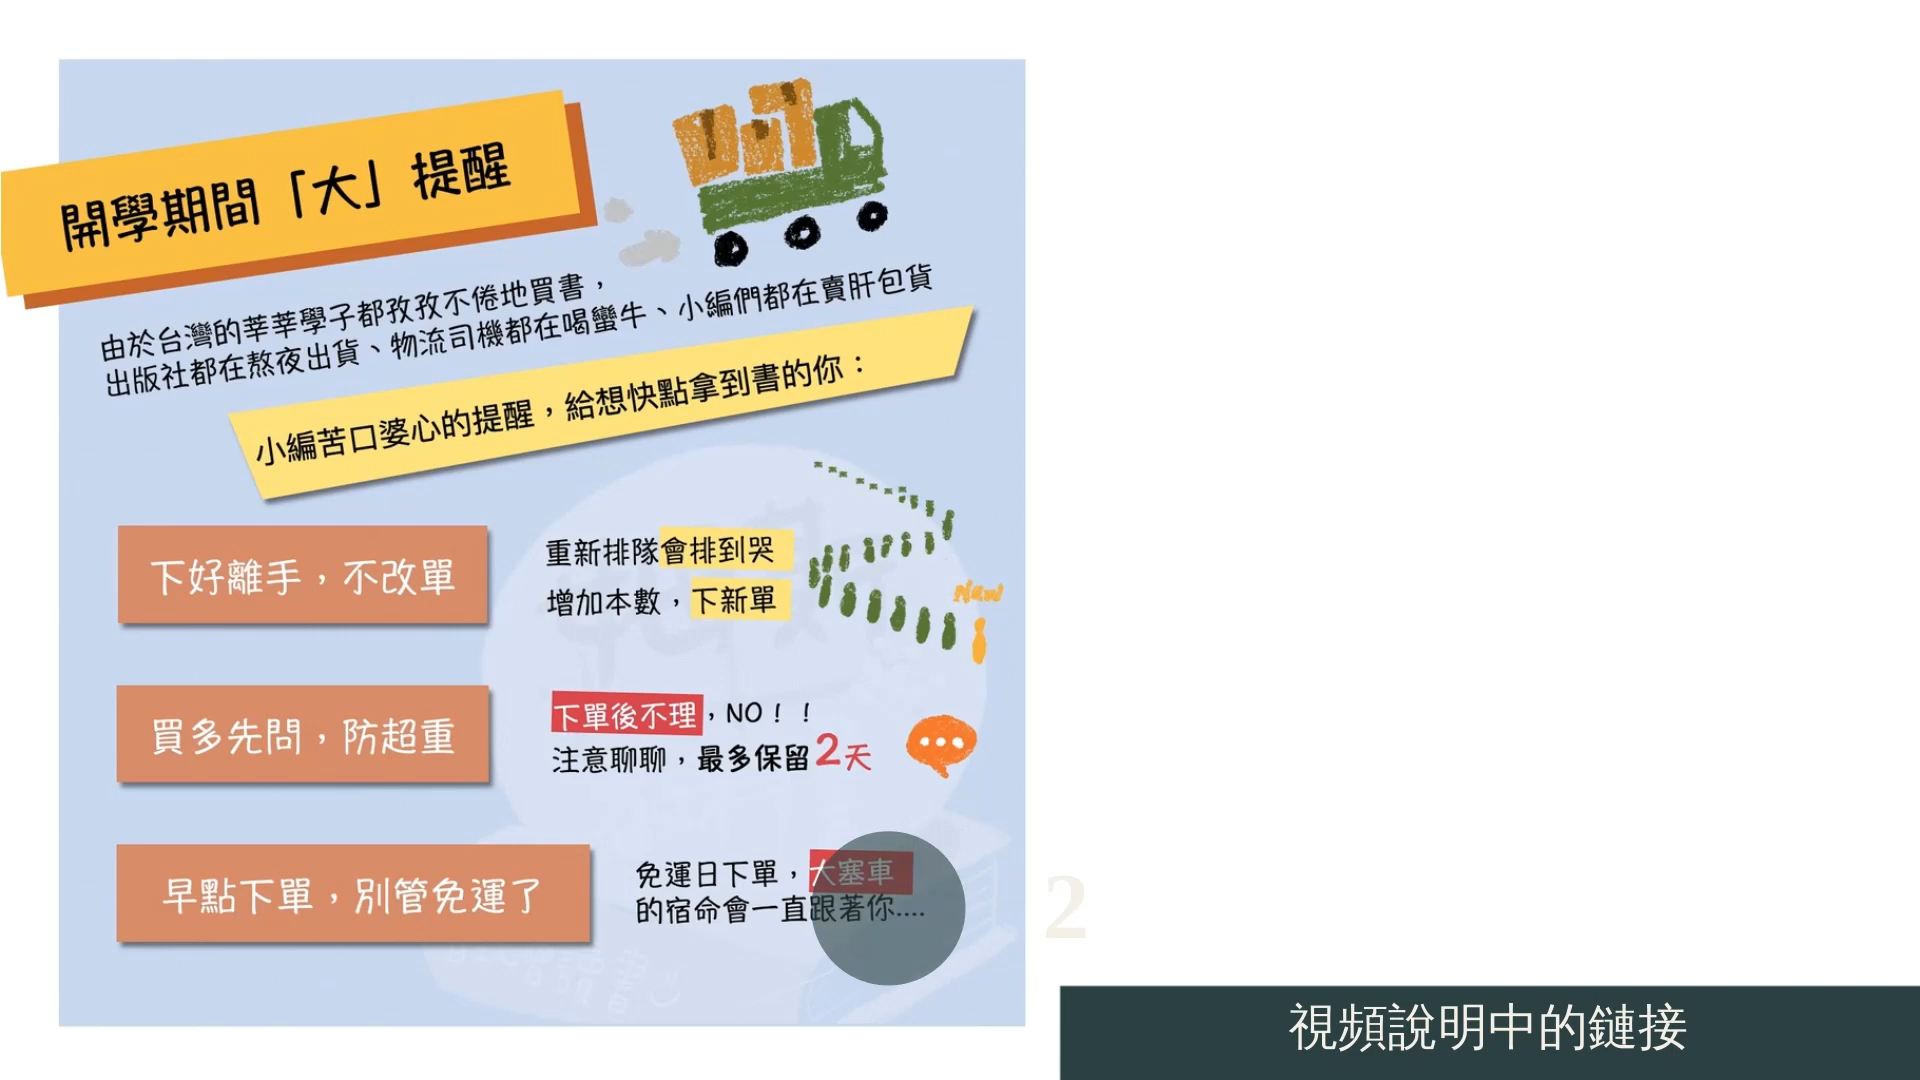 開學期間「大」提醒
由於台灣的莘莘學子都孜孜不倦地買書，
出版社都在熬夜出貨、物流司機都在喝蠻牛、小編們都在賣肝包貨
小編苦口婆心的提醒，給想快點拿到書的你：
下好離手，不改單
重新排隊會排到哭
增加本數，下新單
New
買多先問，防超重
下單後不理，NO！！
注意聊聊，最多保留2天
早點下單，別管免運了
免運日下單，大塞車
的宿命會一直跟著你....
2
視頻說明中的鏈接